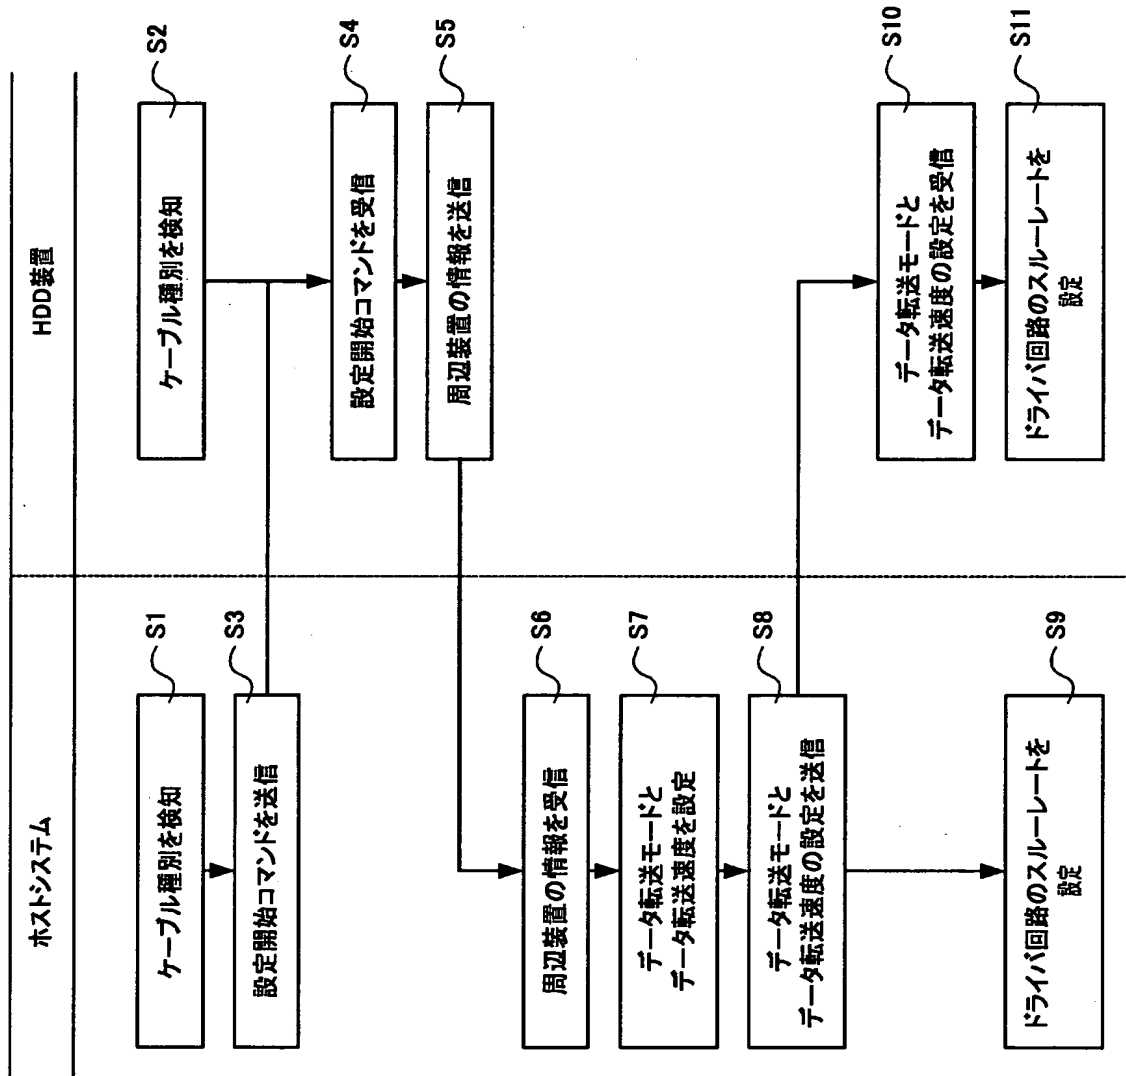 ホストシステム
HDD装置
ケーブル種別を検知
S1
ケーブル種別を検知
S2
設定開始コマンドを送信
S3
設定開始コマンドを受信
S4
周辺装置の情報を送信
S5
周辺装置の情報を受信
S6
データ転送モードと
データ転送速度を設定
S7
データ転送モードと
データ転送速度の設定を送信
S8
データ転送モードと
データ転送速度の設定を受信
S10
ドライバ回路のスルーレートを
設定
S9
ドライバ回路のスルーレートを
設定
S11